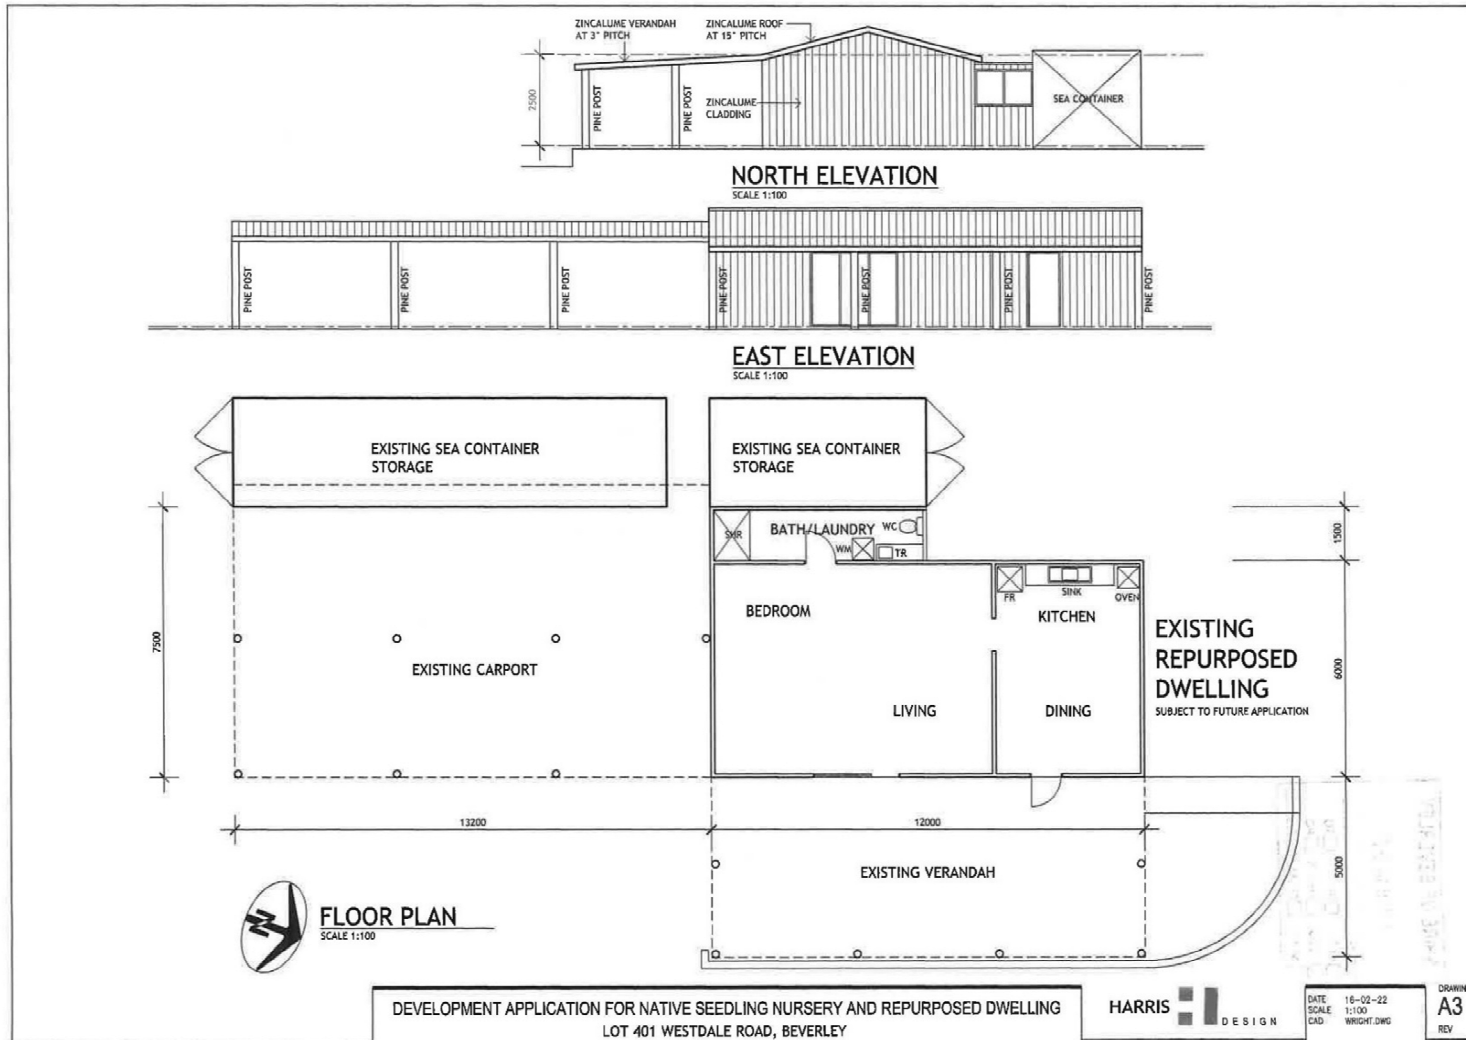 ZINCALUME VERANDAH
AT 3° PITCH
ZINCALUME ROOF
AT 15° PITCH
2500
PINE POST
PINE POST
ZINCALUME
CLADDING
SEA CONTAINER
NORTH ELEVATION
SCALE 1:100
PINE POST
PINE POST
PINE POST
PINE POST
PINE POST
PINE POST
PINE POST
EAST ELEVATION
SCALE 1:100
EXISTING SEA CONTAINER
STORAGE
EXISTING SEA CONTAINER
STORAGE
SHR
BATH/LAUNDRY
WC
WM
TR
1500
BEDROOM
FR
SINK
OVEN
KITCHEN
7500
EXISTING CARPORT
LIVING
DINING
EXISTING
REPURPOSED
DWELLING
SUBJECT TO FUTURE APPLICATION
6000
13200
12000
EXISTING VERANDAH
5000
N
FLOOR PLAN
SCALE 1:100
DEVELOPMENT APPLICATION FOR NATIVE SEEDLING NURSERY AND REPURPOSED DWELLING
LOT 401 WESTDALE ROAD, BEVERLEY
HARRIS
DESIGN
DATE 16-02-22
SCALE 1:100
CAD WRIGHT.DWG
DRAWIN
A3
REV